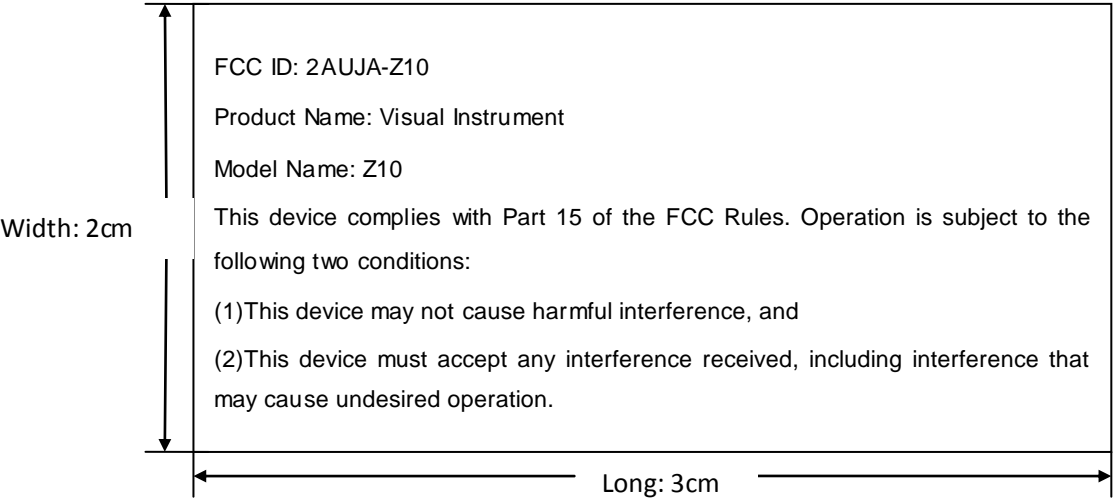 FCC ID: 2AUJA-Z10
Product Name: Visual Instrument
Model Name: Z10
Width: 2cm
This device complies with Part 15 of the FCC Rules. Operation is subject to the
following two conditions:
(1)This device may not cause harmful interference, and
(2)This device must accept any interference received, including interference that
may cause undesired operation.
Long: 3cm